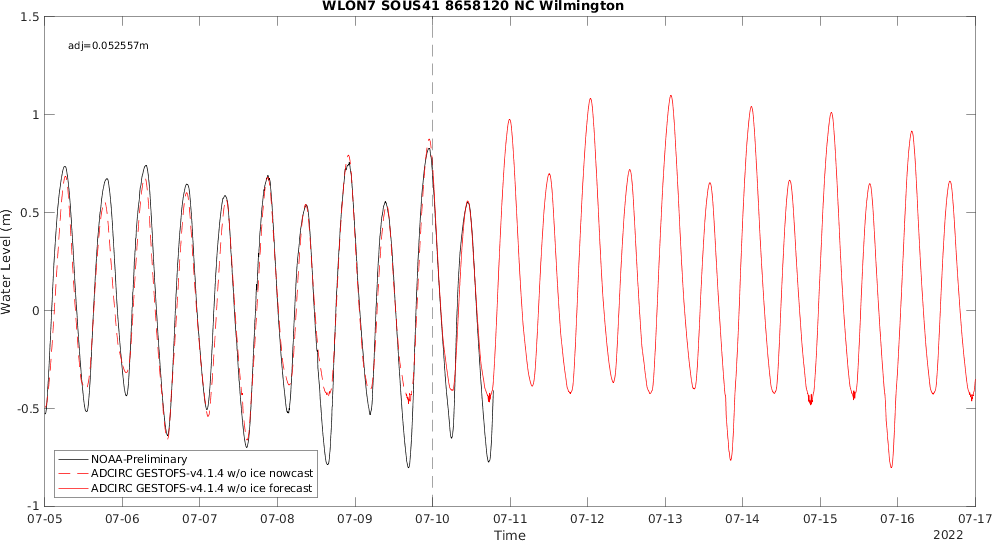 WLON7 SOUS41 8658120 NC Wilmington
1.5
adj=0.052557m
1
0.5
0
-0.5
-1
Water Level (m)
NOAA-Preliminary
ADCIRC GESTOFS-v4.1.4 w/o ice nowcast
ADCIRC GESTOFS-v4.1.4 w/o ice forecast
07-05 07-06 07-07 07-08 07-09 07-10 07-11 07-12 07-13 07-14 07-15 07-16 07-17
Time
2022